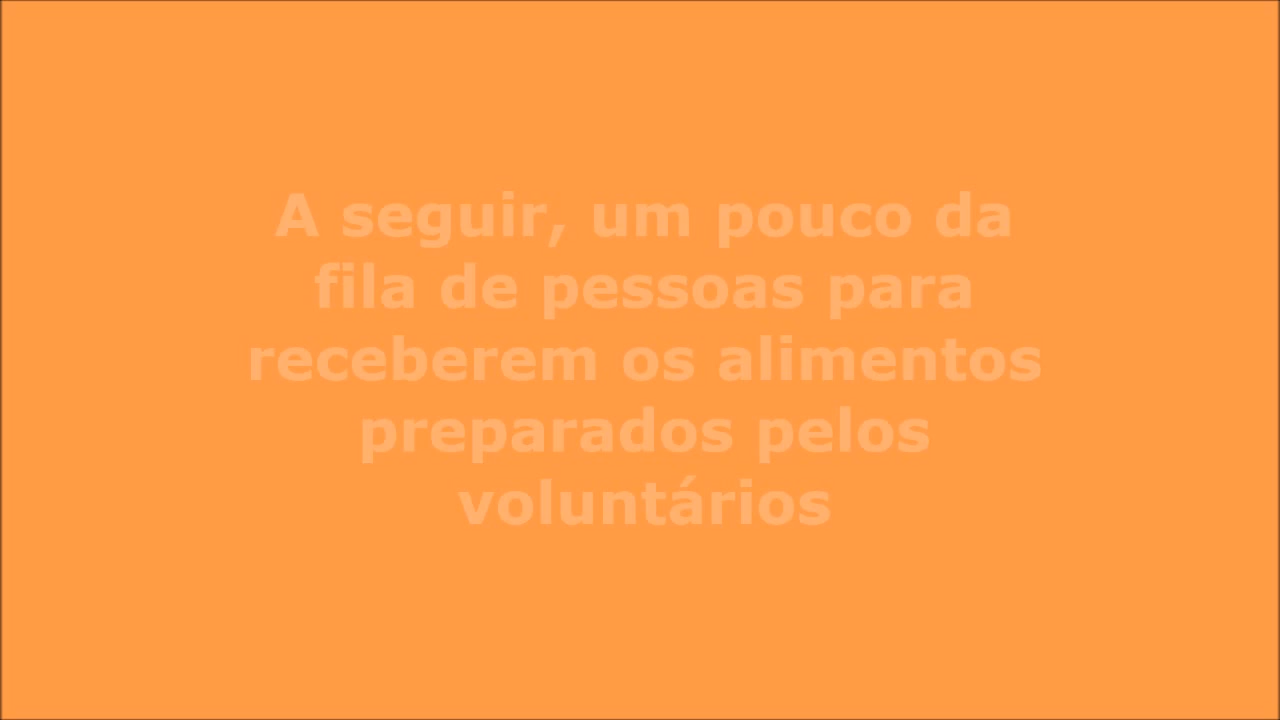 A seguir, um pouco da
fila de pessoas para
receberem os alimentos
preparados pelos
voluntários